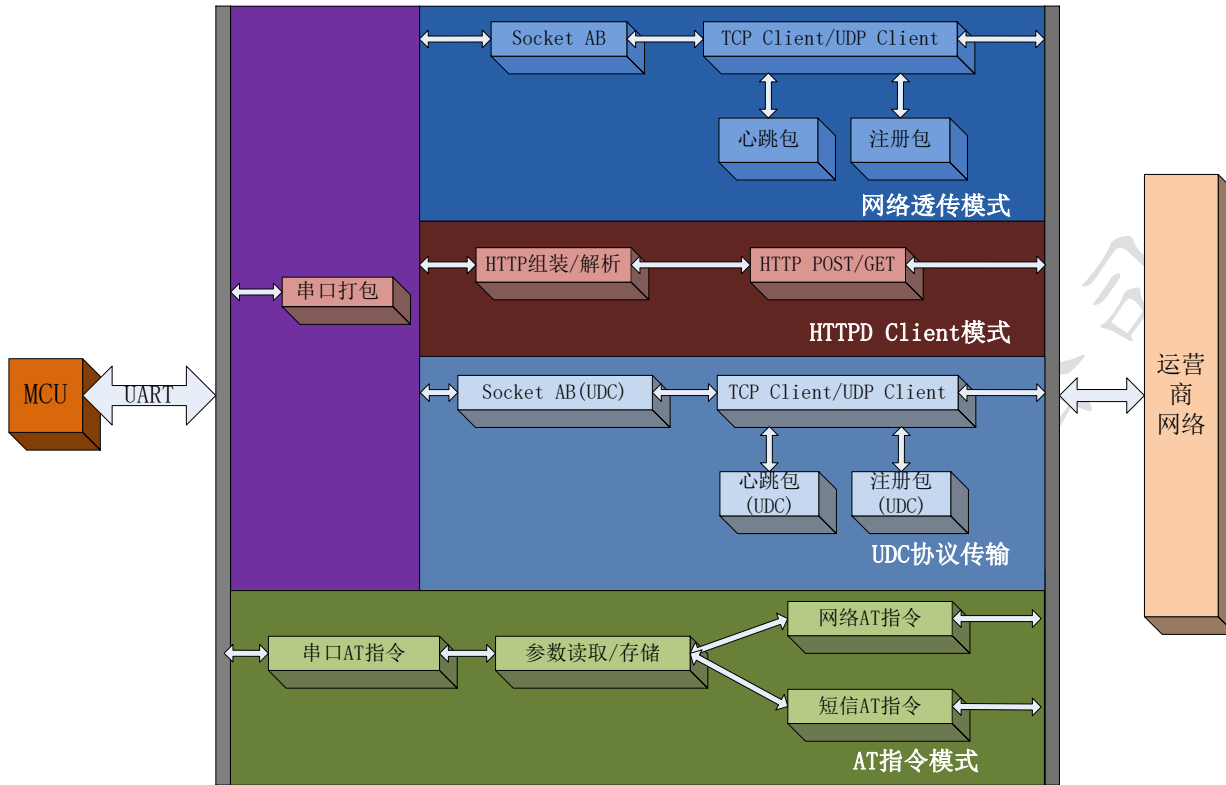 Socket AB
TCP Client/UDP Client
心跳包
注册包
网络透传模式
HTTP组装/解析
HTTP POST/GET
串口打包
HTTPD Client模式
MCU
UART
Socket AB(UDC)
TCP Client/UDP Client
心跳包
(UDC)
注册包
(UDC)
UDC协议传输
运营
商
网络
串口AT指令
参数读取/存储
网络AT指令
短信AT指令
AT指令模式
司